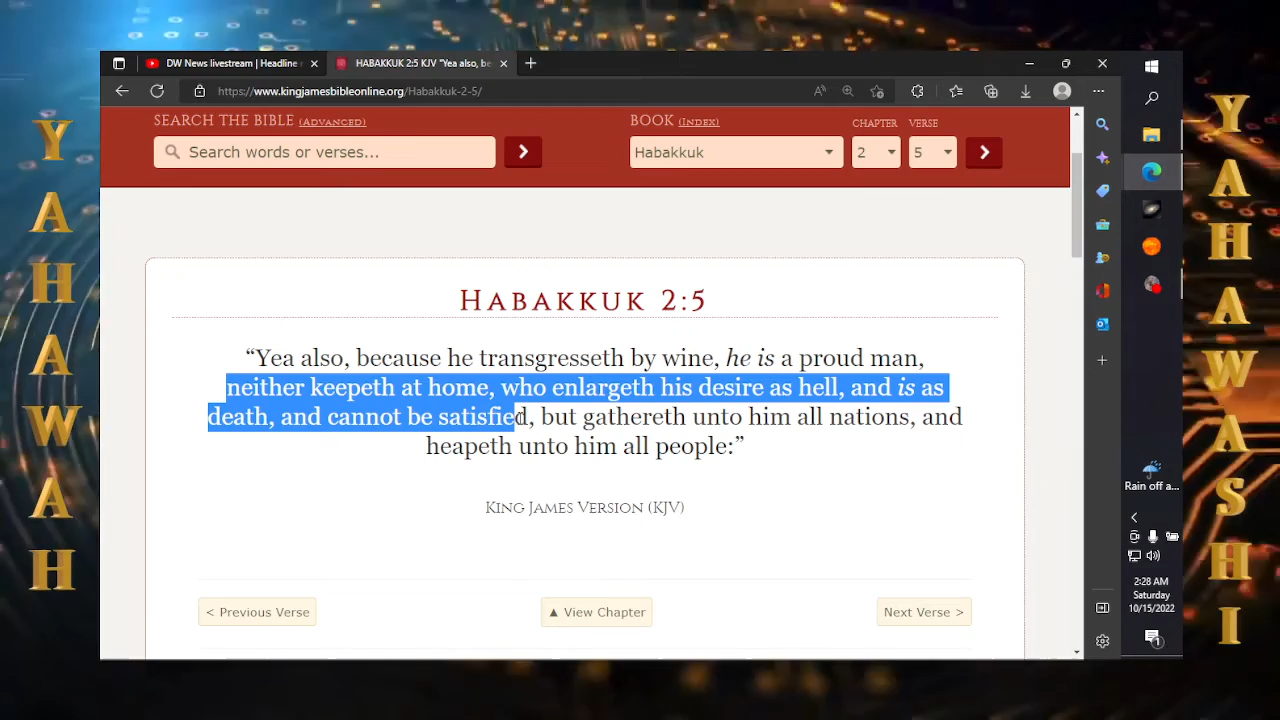 YAHAWAH
DW News livestream | Headline
HABAKKUK 2:5 KJV "Yea also, be
https://www.kingjamesbibleonline.org/Habakkuk-2-5/
SEARCH THE BIBLE (ADVANCED)
BOOK (INDEX)
CHAPTER
VERSE
Search words or verses...
Habakkuk
2
5
HABAKKUK 2:5
“Yea also, because he transgresseth by wine, he is a proud man,
neither keepeth at home, who enlargeth his desire as hell, and is as
death, and cannot be satisfied, but gathereth unto him all nations, and
heapeth unto him all people:”
KING JAMES VERSION (KJV)
< Previous Verse
▲ View Chapter
Next Verse >
Rain off a...
2:28 AM
Saturday
10/15/2022
1
YAHAWASHI